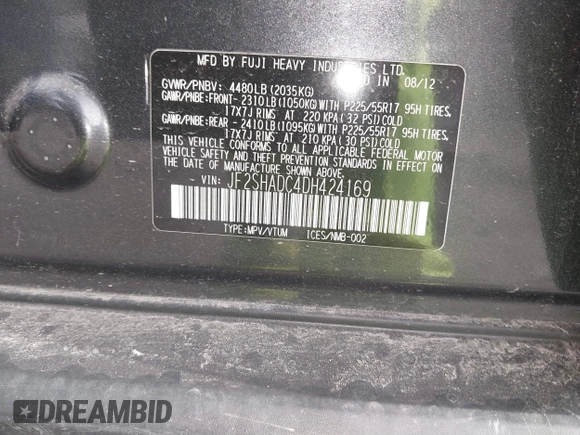 MFD BY FUJI HEAVY INDUSTRIES LTD.
D IN 08/12
GVWR/PNBV: 4480LB(2035KG)
GAWR/PNBE:FRONT- 2310LB(1050KG)WITH P225/55R17 95H TIRES,
17X7J RIMS AT 220 KPA(32 PSI)COLD
GAWR/PNBE:REAR -2410LB(1095KG)WITH P225/55R17 95H TIRES,
17X7J RIMS AT 210 KPA(30 PSI)COLD
THIS VEHICLE CONFORMS TO ALL APPLICABLE FEDERAL MOTOR
VEHICLE SAFETY AND THEFT PREVENTION STANDARDS IN EFFECT ON THE
DATE OF MANUFACTURE SHOWN ABOVE.
VIN: JF2SHADC4DH424169
TYPE:MPV/VTUM ICES/NMB-002
DREAMBID